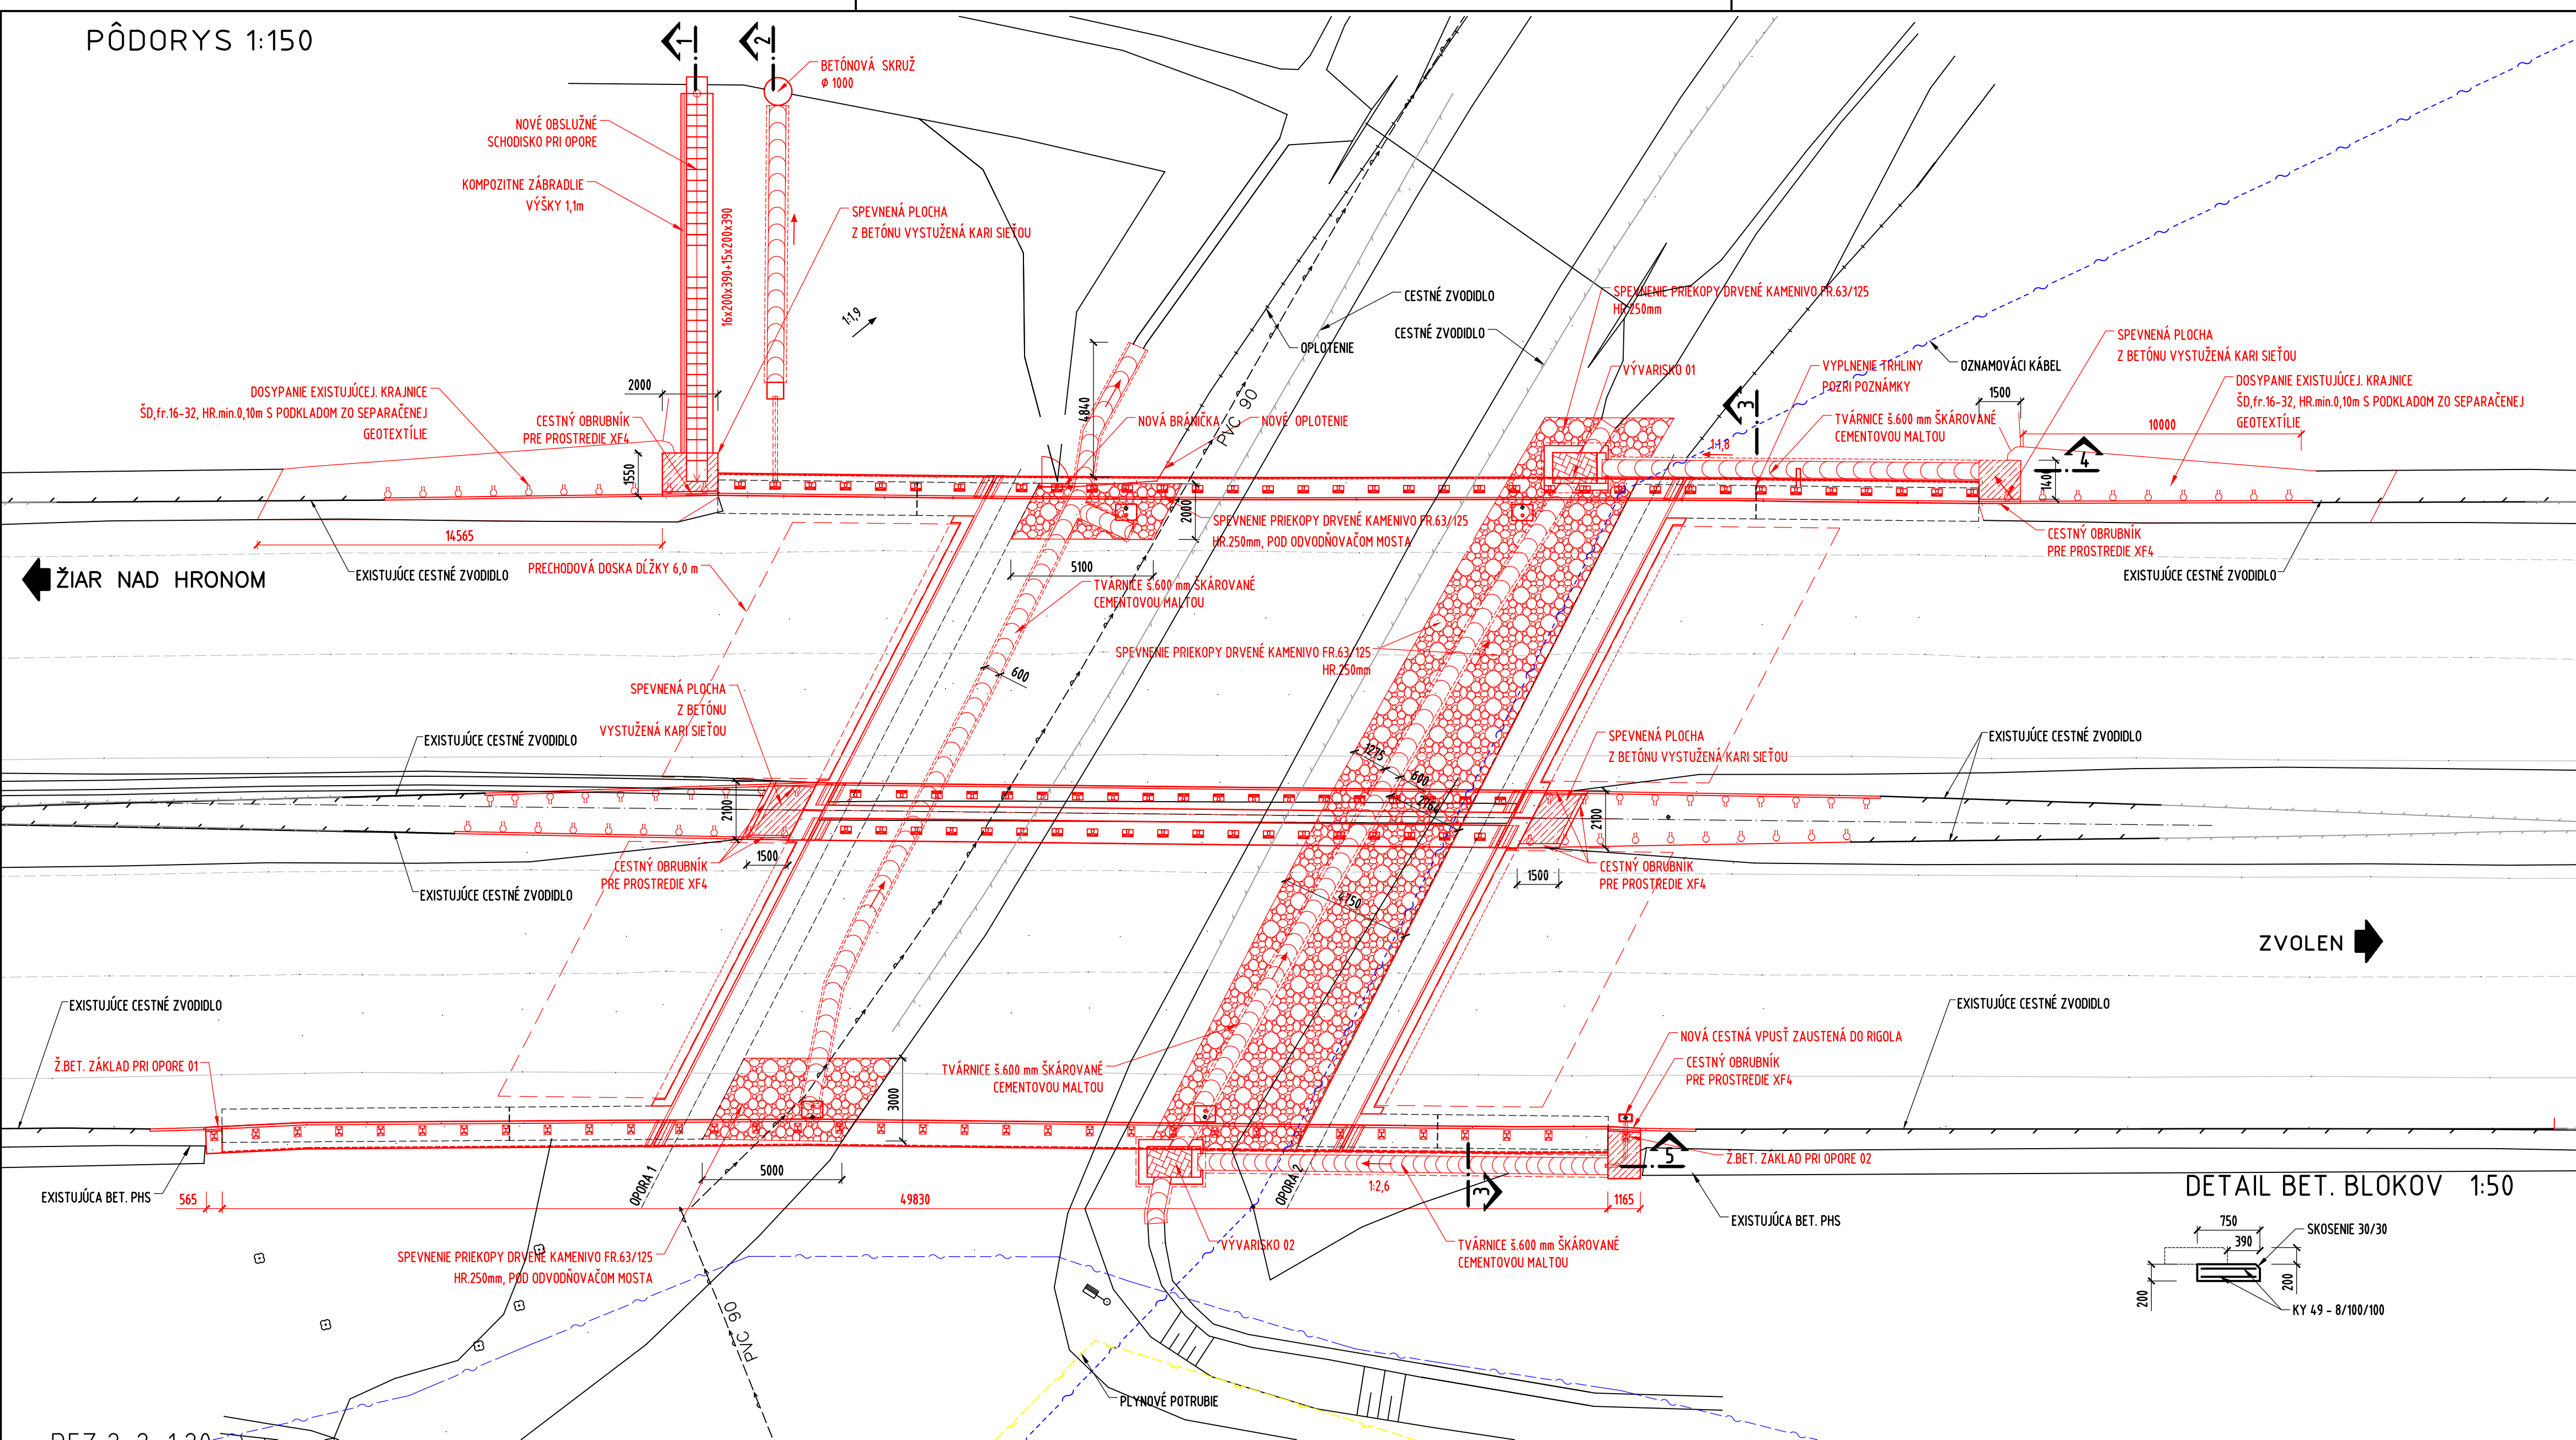 PÔDORYS 1:150
1
2
BETÓNOVÁ SKRUŽ
ø 1000
NOVÉ OBSLUŽNÉ
SCHODISKO PRI OPORE
KOMPOZITNE ZÁBRADLIE
VÝŠKY 1,1m
16x200x390+15x200x390
SPEVNENÁ PLOCHA
Z BETÓNU VYSTUŽENÁ KARI SIEŤOU
1:1,9
CESTNÉ ZVODIDLO
CESTNÉ ZVODIDLO
OPLOTENIE
PVC 90
SPEVNENIE PRIEKOPY DRVENÉ KAMENIVO FR.63/125
HR.250mm
VÝVARISKO 01
VYPLNENIE TRHLINY
POZRI POZNÁMKY
OZNAMOVÁCI KÁBEL
SPEVNENÁ PLOCHA
Z BETÓNU VYSTUŽENÁ KARI SIEŤOU
DOSYPANIE EXISTUJÚCEJ. KRAJNICE
ŠD,fr.16-32, HR.min.0,10m S PODKLADOM ZO SEPARAČENEJ
GEOTEXTÍLIE
DOSYPANIE EXISTUJÚCEJ. KRAJNICE
ŠD,fr.16-32, HR.min.0,10m S PODKLADOM ZO SEPARAČENEJ
GEOTEXTÍLIE
2000
CESTNÝ OBRUBNÍK
PRE PROSTREDIE XF4
1550
4840
NOVÁ BRÁNIČKA
NOVÉ OPLOTENIE
3
TVÁRNICE š.600 mm ŠKÁROVANÉ
CEMENTOVOU MALTOU
1:1,8
1500
10000
4
1400
14565
2000
SPEVNENIE PRIEKOPY DRVENÉ KAMENIVO FR.63/125
HR.250mm, POD ODVODŇOVAČOM MOSTA
5100
CESTNÝ OBRUBNÍK
PRE PROSTREDIE XF4
ŽIAR NAD HRONOM
EXISTUJÚCE CESTNÉ ZVODIDLO
PRECHODOVÁ DOSKA DĹŽKY 6,0 m
TVÁRNICE š.600 mm ŠKÁROVANÉ
CEMENTOVOU MALTOU
EXISTUJÚCE CESTNÉ ZVODIDLO
600
SPEVNENIE PRIEKOPY DRVENÉ KAMENIVO FR.63/125
HR.250mm
SPEVNENÁ PLOCHA
Z BETÓNU
VYSTUŽENÁ KARI SIEŤOU
EXISTUJÚCE CESTNÉ ZVODIDLO
SPEVNENÁ PLOCHA
Z BETÓNU VYSTUŽENÁ KARI SIEŤOU
EXISTUJÚCE CESTNÉ ZVODIDLO
1275
600
2164
2100
2100
1500
CESTNÝ OBRUBNÍK
PRE PROSTREDIE XF4
EXISTUJÚCE CESTNÉ ZVODIDLO
1500
CESTNÝ OBRUBNIK
PRE PROSTREDIE XF4
4750
ZVOLEN
EXISTUJÚCE CESTNÉ ZVODIDLO
EXISTUJÚCE CESTNÉ ZVODIDLO
NOVÁ CESTNÁ VPUSŤ ZAUSTENÁ DO RIGOLA
CESTNÝ OBRUBNÍK
PRE PROSTREDIE XF4
Ž.BET. ZÁKLAD PRI OPORE 01
TVÁRNICE š.600 mm ŠKÁROVANÉ
CEMENTOVOU MALTOU
3000
5
Ž.BET. ZÁKLAD PRI OPORE 02
EXISTUJÚCA BET. PHS
565
OPORA 1
5000
49830
OPORA 2
1:2,6
3
1165
EXISTUJÚCA BET. PHS
DETAIL BET. BLOKOV 1:50
750
390
SKOSENIE 30/30
200
200
KY 49 - 8/100/100
SPEVNENIE PRIEKOPY DRVENÉ KAMENIVO FR.63/125
HR.250mm, POD ODVODŇOVAČOM MOSTA
VÝVARISKO 02
TVÁRNICE š.600 mm ŠKÁROVANÉ
CEMENTOVOU MALTOU
PVC 90
PLYNOVÉ POTRUBIE